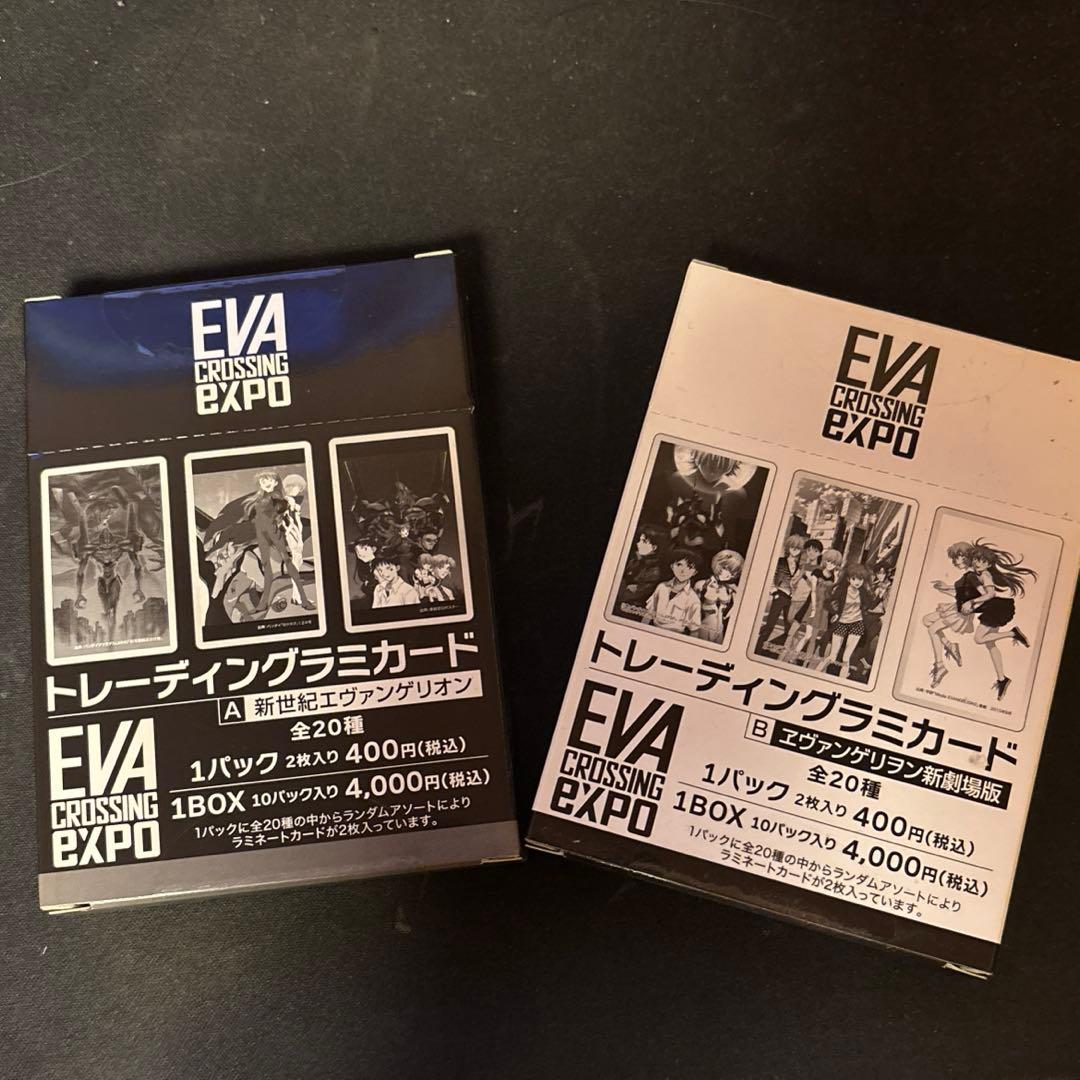 EVA
CROSSING
eXPO
トレーディングラミカード
A 新世紀エヴァンゲリオン
全20種
EVA
CROSSING
eXPO
1パック 2枚入り 400円(税込)
1BOX 10パック入り 4,000円(税込)
1パックに全20種の中からランダムアソートにより
ラミネートカードが2枚入っています。
EVA
CROSSING
eXPO
トレーディングラミカード
B ヱヴァンゲリヲン新劇場版
全20種
EVA
CROSSING
eXPO
1パック 2枚入り 400円(税込)
1BOX 10パック入り 4,000円(税込)
1パックに全20種の中からランダムアソートにより
ラミネートカードが2枚入っています。